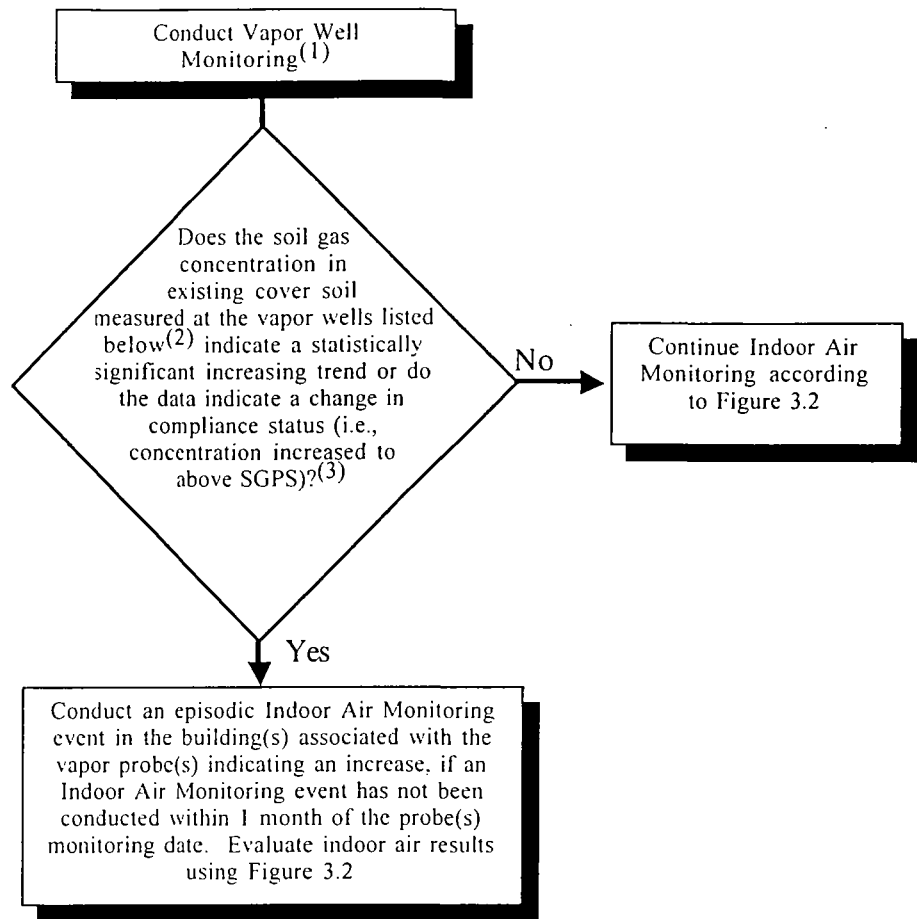 Conduct Vapor Well
Monitoring(1)
Does the soil gas
concentration in
existing cover soil
measured at the vapor wells listed
below(2) indicate a statistically
significant increasing trend or do
the data indicate a change in
compliance status (i.e.,
concentration increased to
above SGPS)?(3)
No
Continue Indoor Air
Monitoring according
to Figure 3.2
Yes
Conduct an episodic Indoor Air Monitoring
event in the building(s) associated with the
vapor probe(s) indicating an increase, if an
Indoor Air Monitoring event has not been
conducted within 1 month of the probe(s)
monitoring date. Evaluate indoor air results
using Figure 3.2